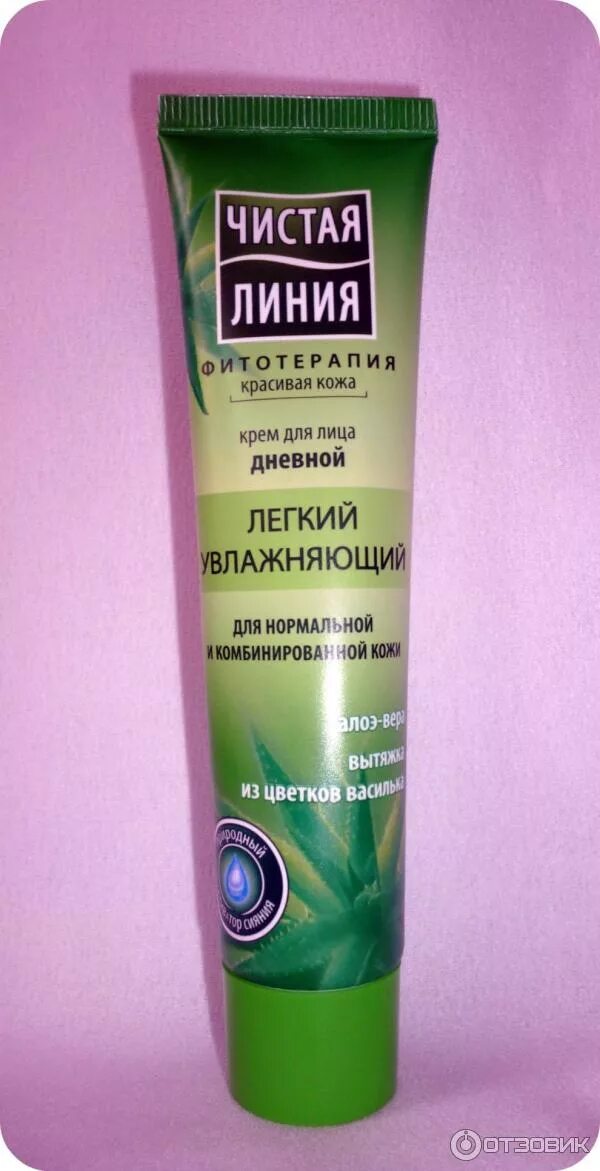 ЧИСТАЯ
ЛИНИЯ
ФИТОТЕРАПИЯ
красивая кожа
крем для лица
дневной
ЛЕГКИЙ
УВЛАЖНЯЮЩИЙ
ДЛЯ НОРМАЛЬНОЙ
И КОМБИНИРОВАННОЙ КОЖИ
алоэ-вера
вытяжка
из цветков василька
природный
сияния
ОТЗОВИК